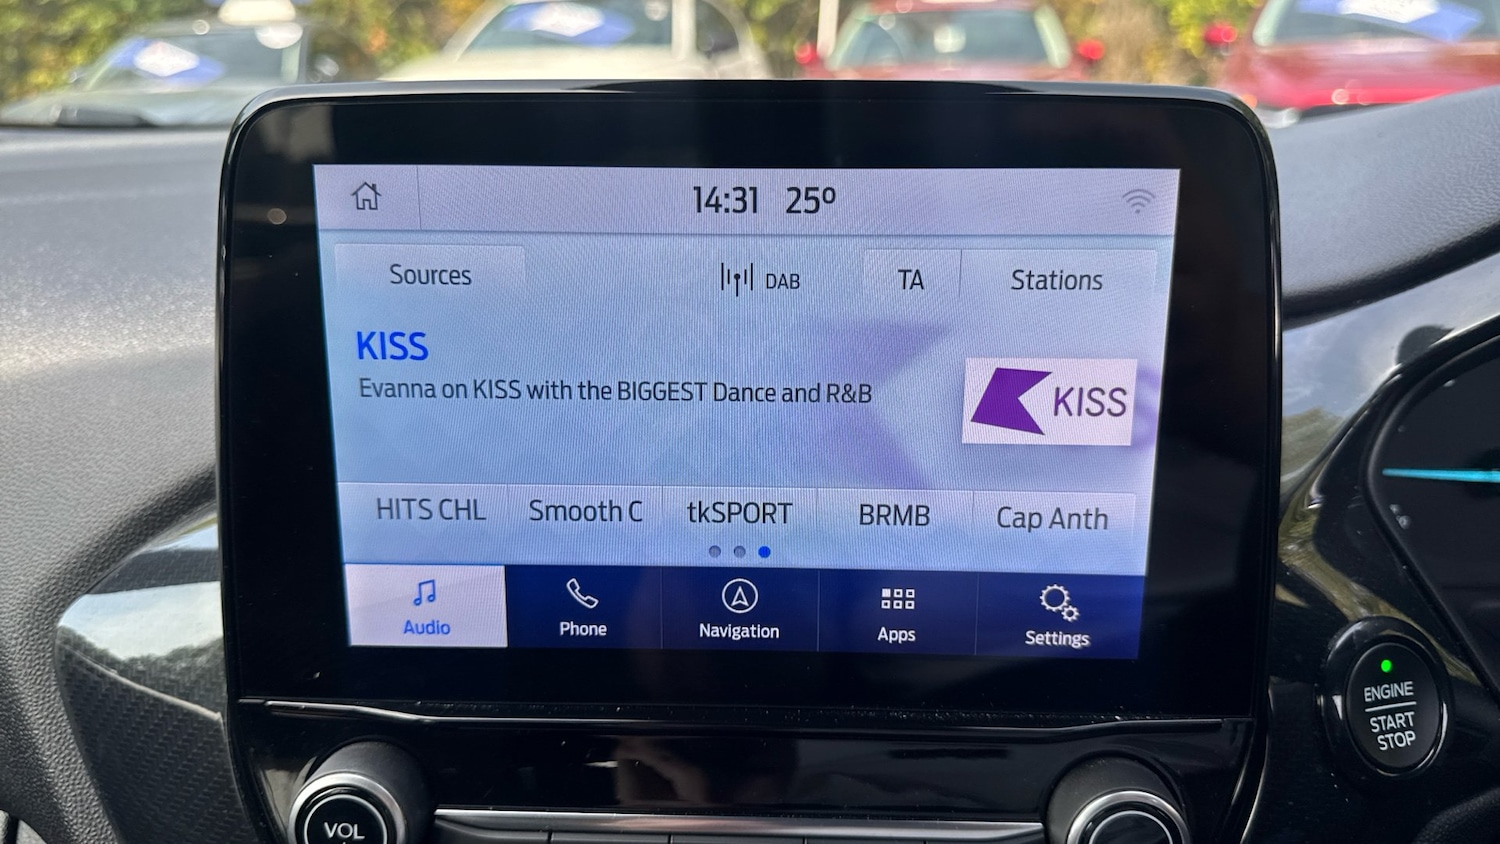 14:31 25º
Sources DAB TA Stations
KISS
Evanna on KISS with the BIGGEST Dance and R&B
KISS
HITS CHL Smooth C tkSPORT BRMB Cap Anth
Audio Phone Navigation Apps Settings
ENGINE
START
STOP
VOL